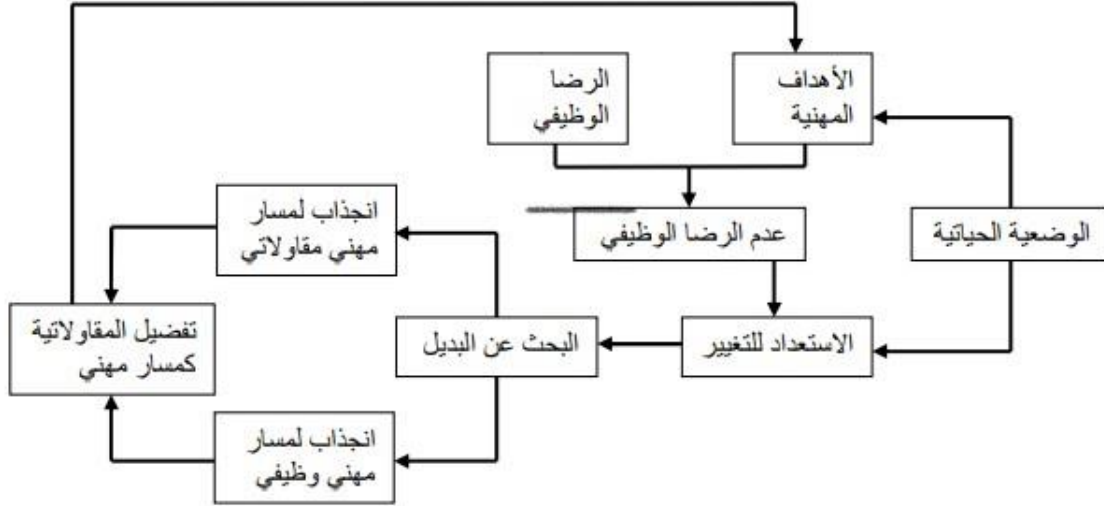 الأهداف
المهنية
الرضا
الوظيفي
انجذاب لمسار
مهني مقاولاتي
عدم الرضا الوظيفي
الوضعية الحياتية
تفضيل المقاولاتية
كمسار مهني
البحث عن البديل
الاستعداد للتغيير
انجذاب لمسار
مهني وظيفي